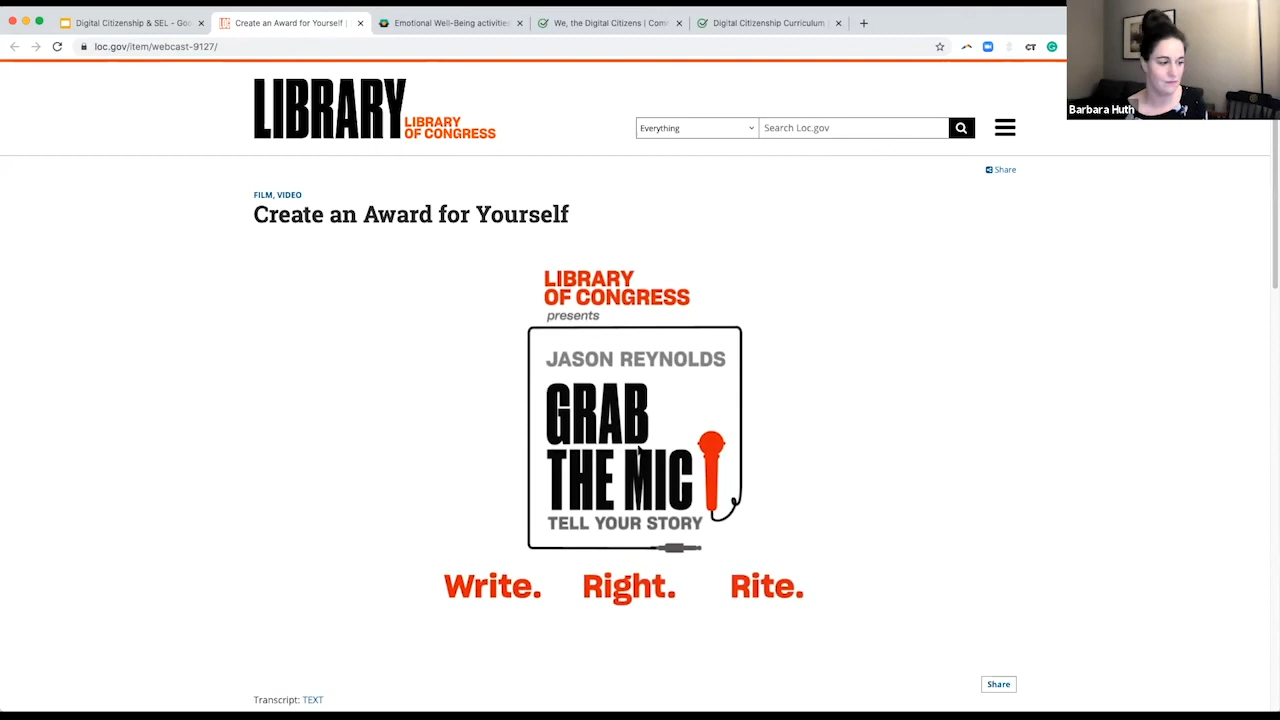 Digital Citizenship & SEL - Goo
Create an Award for Yourself |
Emotional Well-Being activities
We, the Digital Citizens | Com
Digital Citizenship Curriculum |
loc.gov/item/webcast-9127/
CT
Barbara Huth
LIBRARY
LIBRARY
OF CONGRESS
Everything
Search Loc.gov
Share
FILM, VIDEO
Create an Award for Yourself
LIBRARY
OF CONGRESS
presents
JASON REYNOLDS
GRAB
THE MIC
TELL YOUR STORY
Write. Right. Rite.
Share
Transcript: TEXT